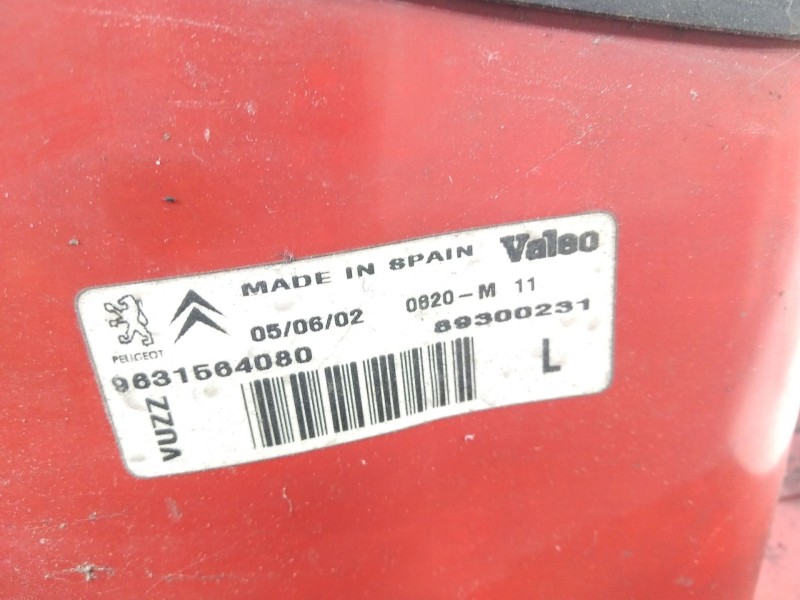 MADE IN SPAIN Valeo
05/06/02 0820-M 11
PEUGEOT 89300231
9631564080
VUZZ L